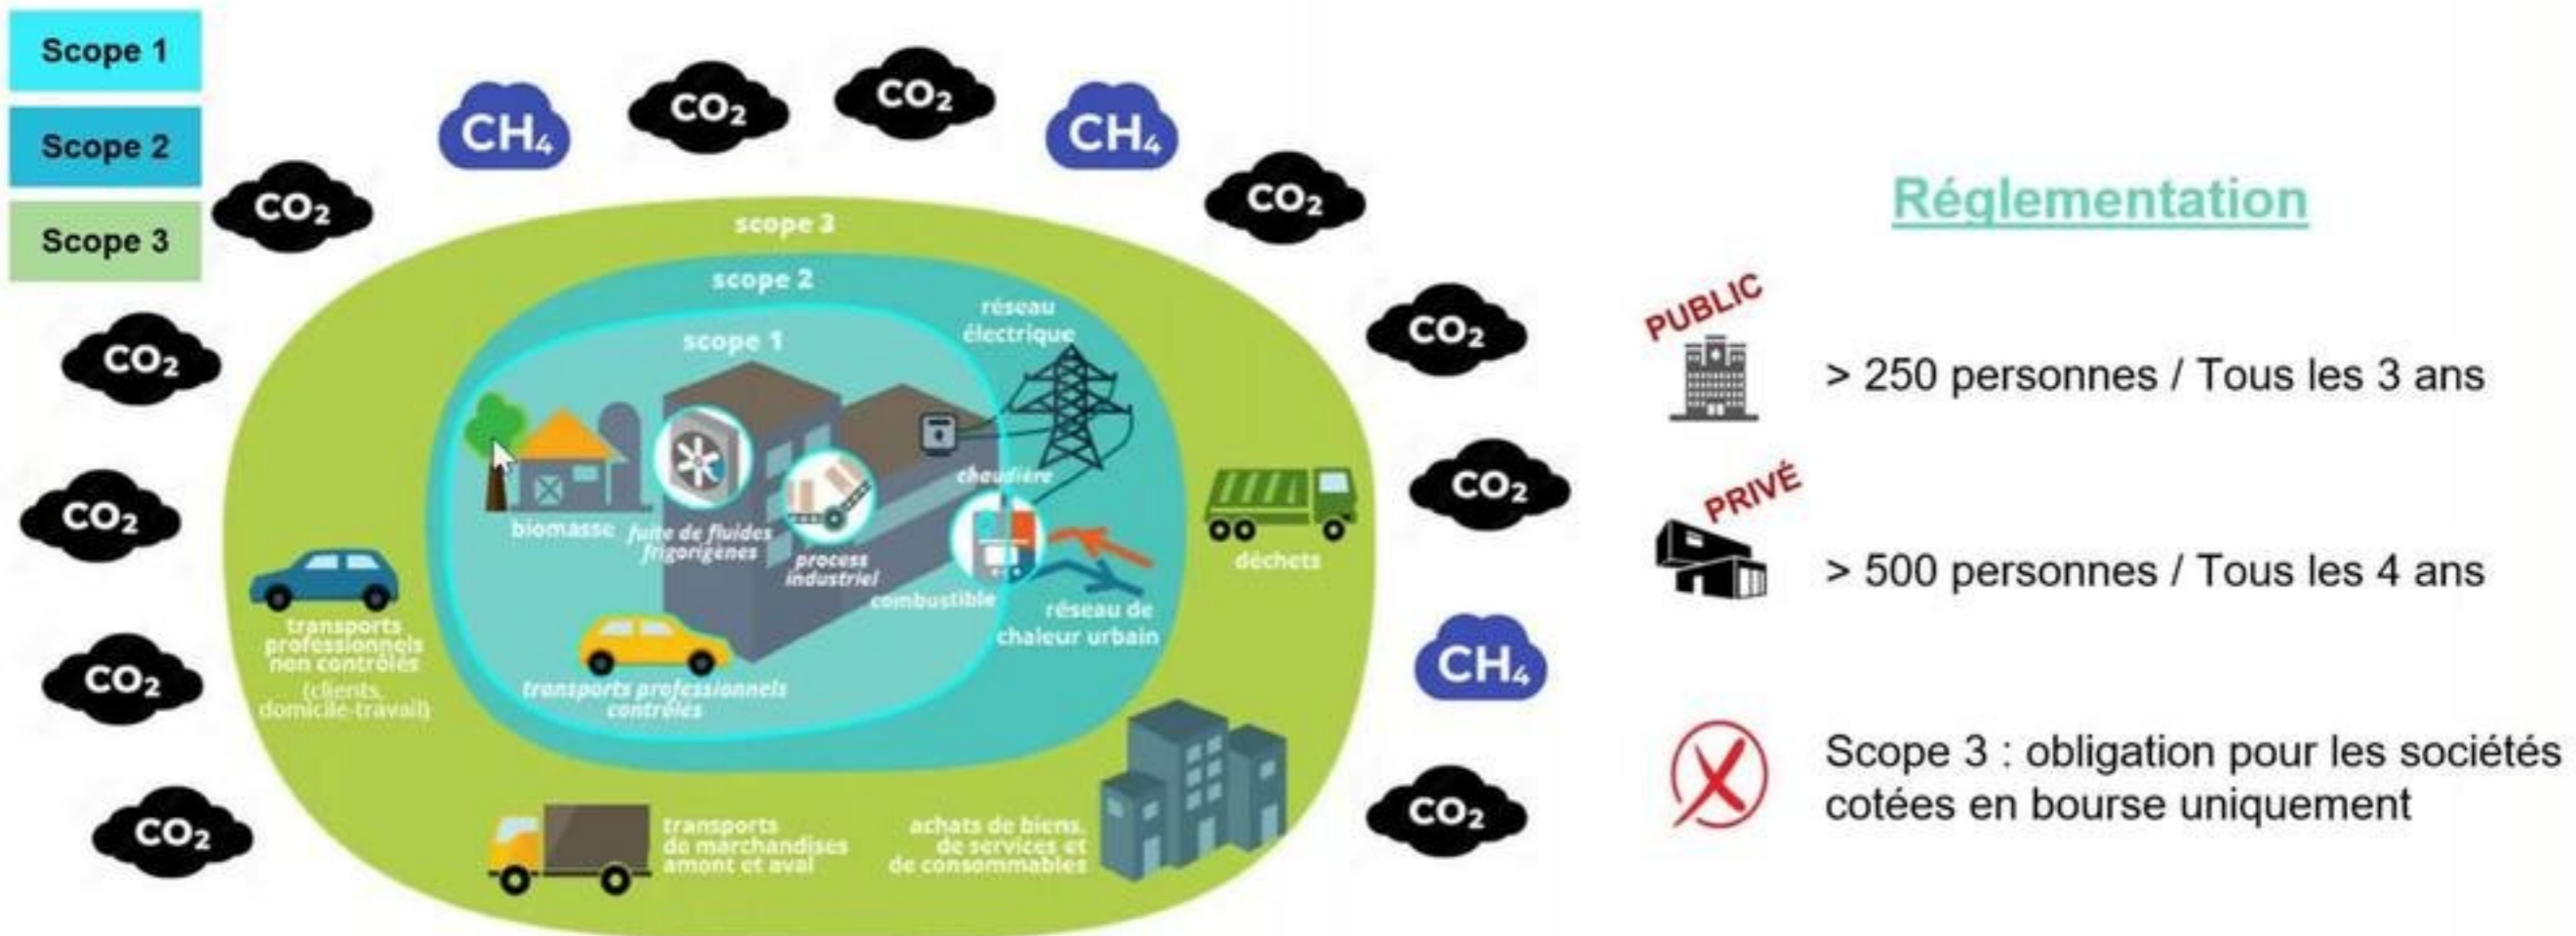 Scope 1
Scope 2
Scope 3
CO₂
CH₄
CO₂
CO₂
CH₄
CO₂
CO₂
CO₂
CO₂
CO₂
CO₂
CH₄
CO₂
CO₂
scope 3
scope 2
scope 1
réseau
électrique
chaudière
biomasse
fuite de fluides
frigorigènes
process
industriel
combustible
réseau de
chaleur urbain
transports professionnels
contrôlés
transports
professionnels
non contrôlés
(clients,
domicile-travail)
déchets
transports
de marchandises
amont et aval
achats de biens,
de services et
de consommables
Réglementation
PUBLIC
> 250 personnes / Tous les 3 ans
PRIVÉ
> 500 personnes / Tous les 4 ans
Scope 3 : obligation pour les sociétés
cotées en bourse uniquement